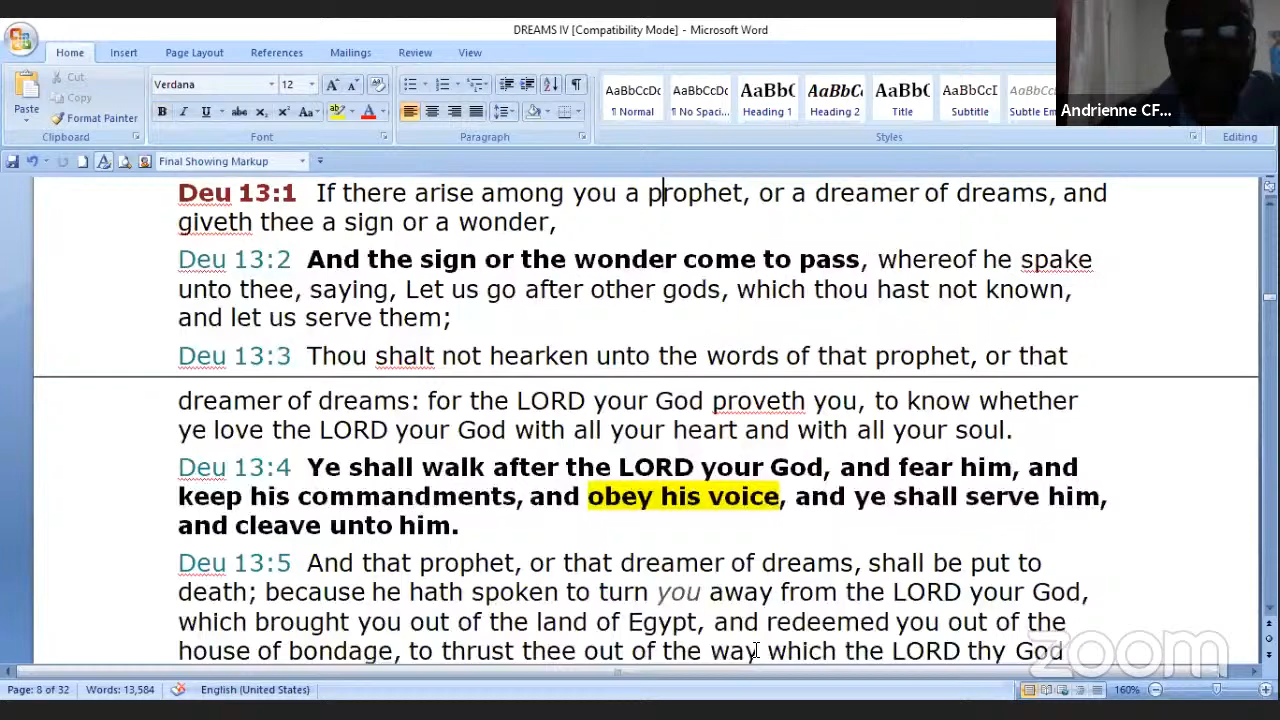 DREAMS IV [Compatibility Mode] - Microsoft Word
Home Insert Page Layout References Mailings Review View
Andrienne CF...
Paste
Cut
Copy
Format Painter
Clipboard
Verdana 12
Font
Paragraph
AaBbCcDc AaBbCcDc AaBbC AaBbCc AaBbC AaBbCcI AaBbCcDc
¶ Normal ¶ No Spaci... Heading 1 Heading 2 Title Subtitle Subtle Em
Styles
Editing
Final Showing Markup
Deu 13:1 If there arise among you a prophet, or a dreamer of dreams, and
giveth thee a sign or a wonder,
Deu 13:2 And the sign or the wonder come to pass, whereof he spake
unto thee, saying, Let us go after other gods, which thou hast not known,
and let us serve them;
Deu 13:3 Thou shalt not hearken unto the words of that prophet, or that
dreamer of dreams: for the LORD your God proveth you, to know whether
ye love the LORD your God with all your heart and with all your soul.
Deu 13:4 Ye shall walk after the LORD your God, and fear him, and
keep his commandments, and obey his voice, and ye shall serve him,
and cleave unto him.
Deu 13:5 And that prophet, or that dreamer of dreams, shall be put to
death; because he hath spoken to turn you away from the LORD your God,
which brought you out of the land of Egypt, and redeemed you out of the
house of bondage, to thrust thee out of the way which the LORD thy God
zoom
Page: 8 of 32 Words: 13,584 English (United States) 160%